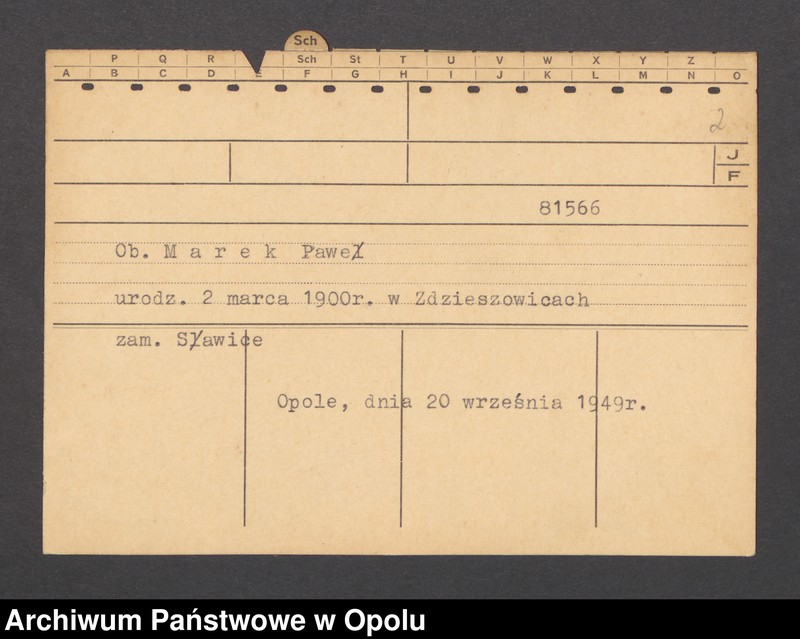 Sch
P Q R Sch St T U V W X Y Z
A B C D E F G H I J K L M N O
2
J
F
81566
Ob. M a r e k Paweł
urodz. 2 marca 1900r. w Zdzieszowicach
zam. Sławice
Opole, dnia 20 września 1949r.
Archiwum Państwowe w Opolu